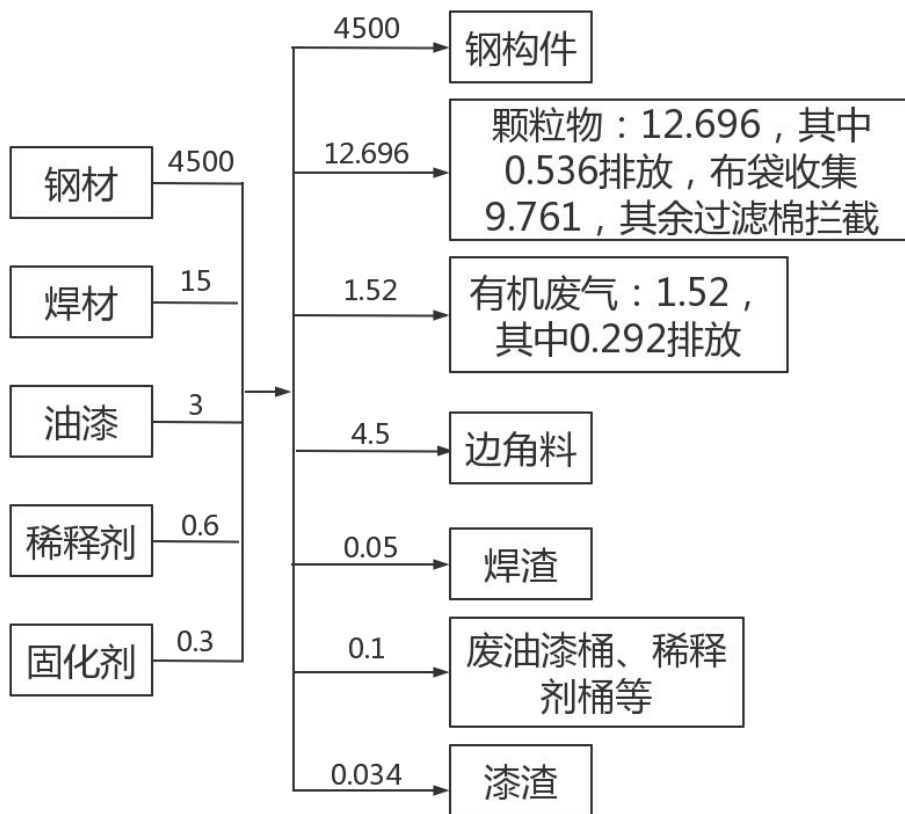 钢材
4500
焊材
15
油漆
3
稀释剂
0.6
固化剂
0.3
4500
钢构件
12.696
颗粒物：12.696，其中
0.536排放，布袋收集
9.761，其余过滤棉拦截
1.52
有机废气：1.52，
其中0.292排放
4.5
边角料
0.05
焊渣
0.1
废油漆桶、稀释
剂桶等
0.034
漆渣